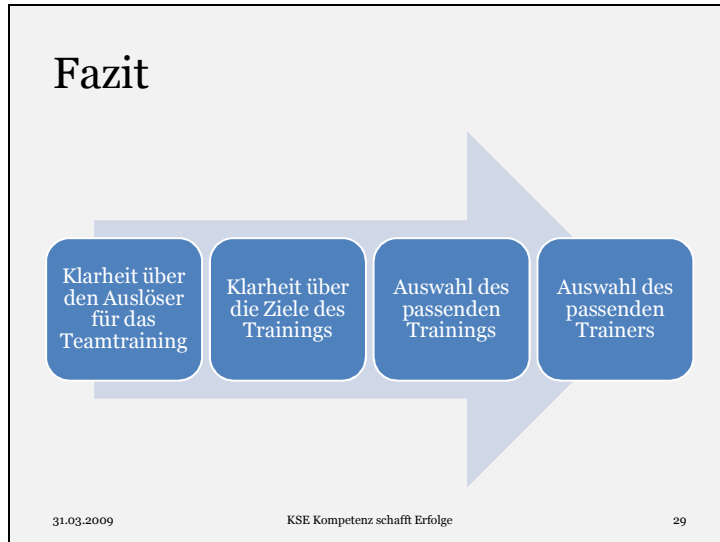 Fazit
Klarheit über
den Auslöser
für das
Teamtraining
Klarheit über
die Ziele des
Trainings
Auswahl des
passenden
Trainings
Auswahl des
passenden
Trainers
31.03.2009
KSE Kompetenz schafft Erfolge
29